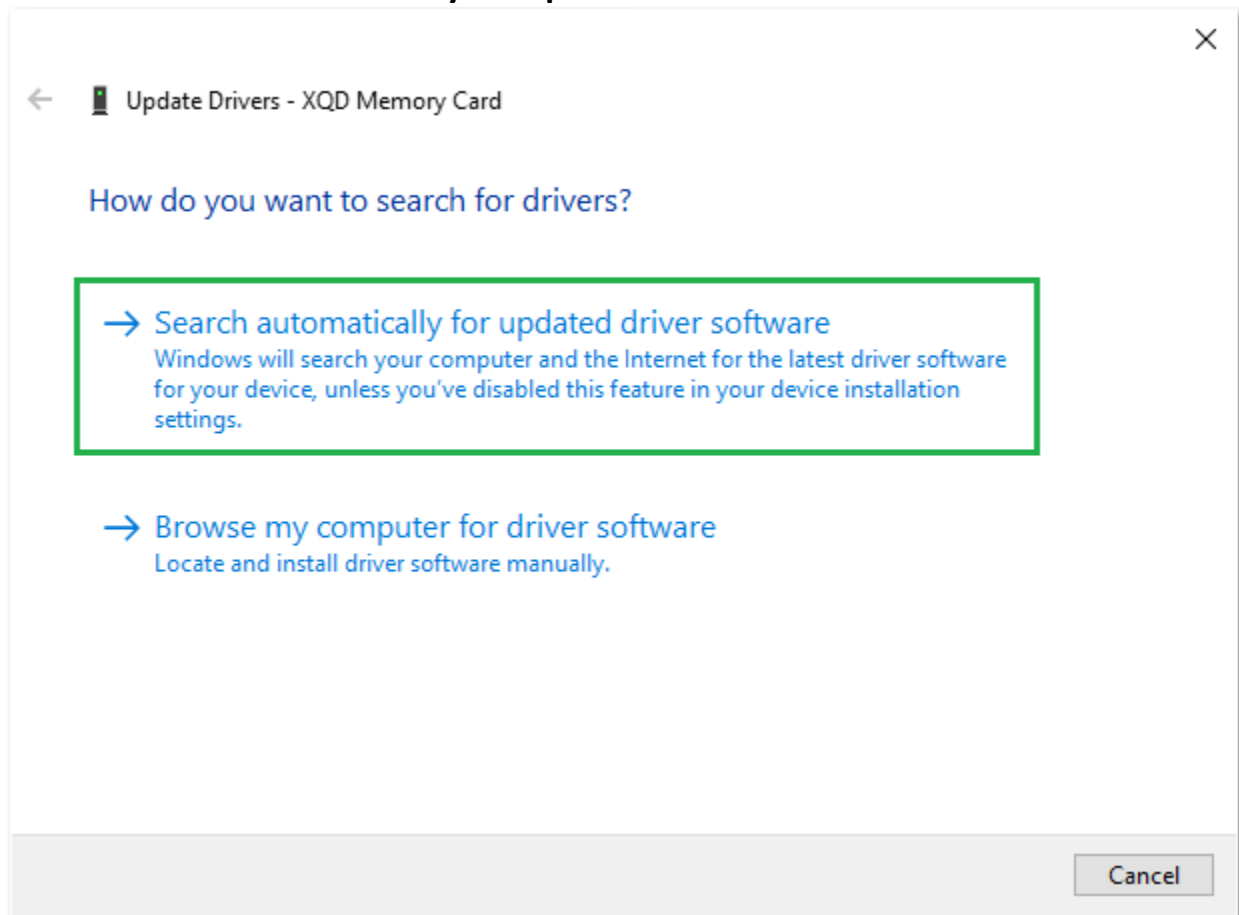 Update Drivers - XQD Memory Card
How do you want to search for drivers?
Search automatically for updated driver software
Windows will search your computer and the Internet for the latest driver software
for your device, unless you've disabled this feature in your device installation
settings.
Browse my computer for driver software
Locate and install driver software manually.
Cancel